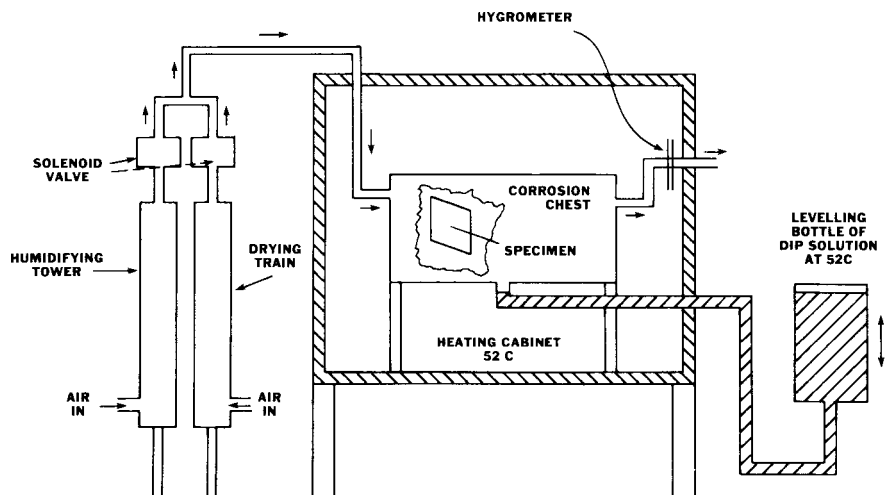 HYGROMETER
SOLENOID
VALVE
CORROSION
CHEST
SPECIMEN
LEVELLING
BOTTLE OF
DIP SOLUTION
AT 52C
HUMIDIFYING
TOWER
DRYING
TRAIN
HEATING CABINET
52 C
AIR
IN
AIR
IN